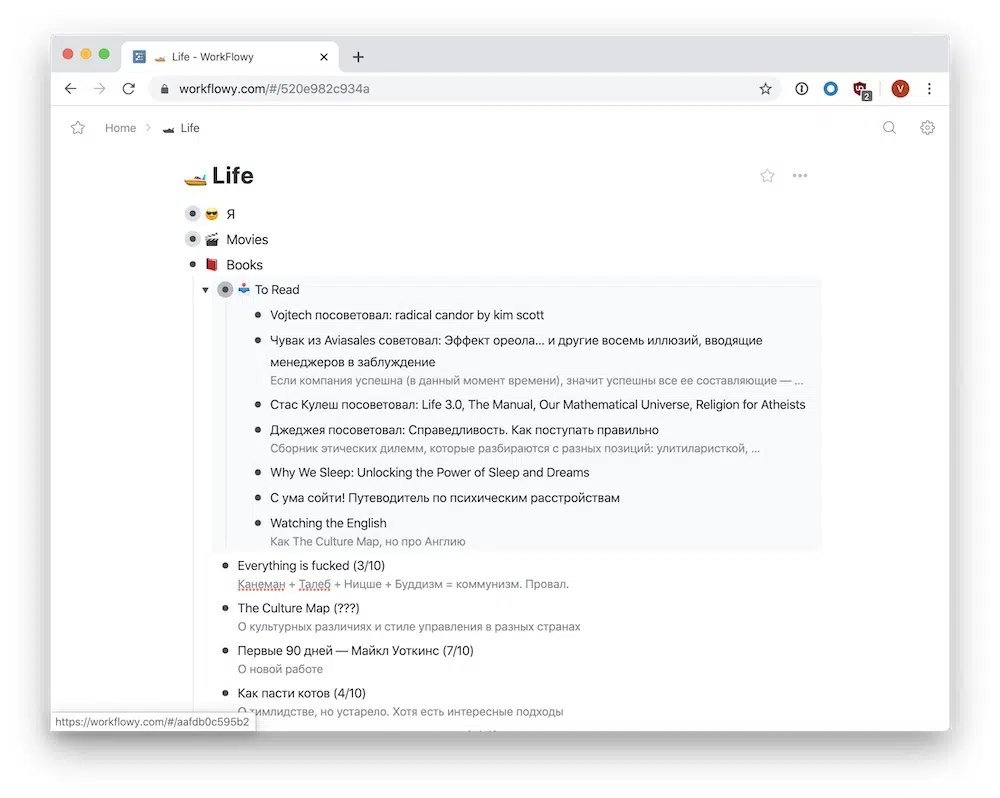 Life - WorkFlowy
workflowy.com/#/520e982c934a
2
V
Home
Life
Life
Я
Movies
Books
To Read
Vojtech посоветовал: radical candor by kim scott
Чувак из Aviasales советовал: Эффект ореола... и другие восемь иллюзий, вводящие
менеджеров в заблуждение
Если компания успешна (в данный момент времени), значит успешны все ее составляющие — ...
Стас Кулеш посоветовал: Life 3.0, The Manual, Our Mathematical Universe, Religion for Atheists
Джеджея посоветовал: Справедливость. Как поступать правильно
Сборник этических дилемм, которые разбираются с разных позиций: улитиларисткой, ...
Why We Sleep: Unlocking the Power of Sleep and Dreams
С ума сойти! Путеводитель по психическим расстройствам
Watching the English
Как The Culture Map, но про Англию
Everything is fucked (3/10)
Канеман + Талеб + Ницше + Буддизм = коммунизм. Провал.
The Culture Map (???)
О культурных различиях и стиле управления в разных странах
Первые 90 дней — Майкл Уоткинс (7/10)
О новой работе
Как пасти котов (4/10)
О тимлидстве, но устарело. Хотя есть интересные подходы
https://workflowy.com/#/aafdb0c595b2